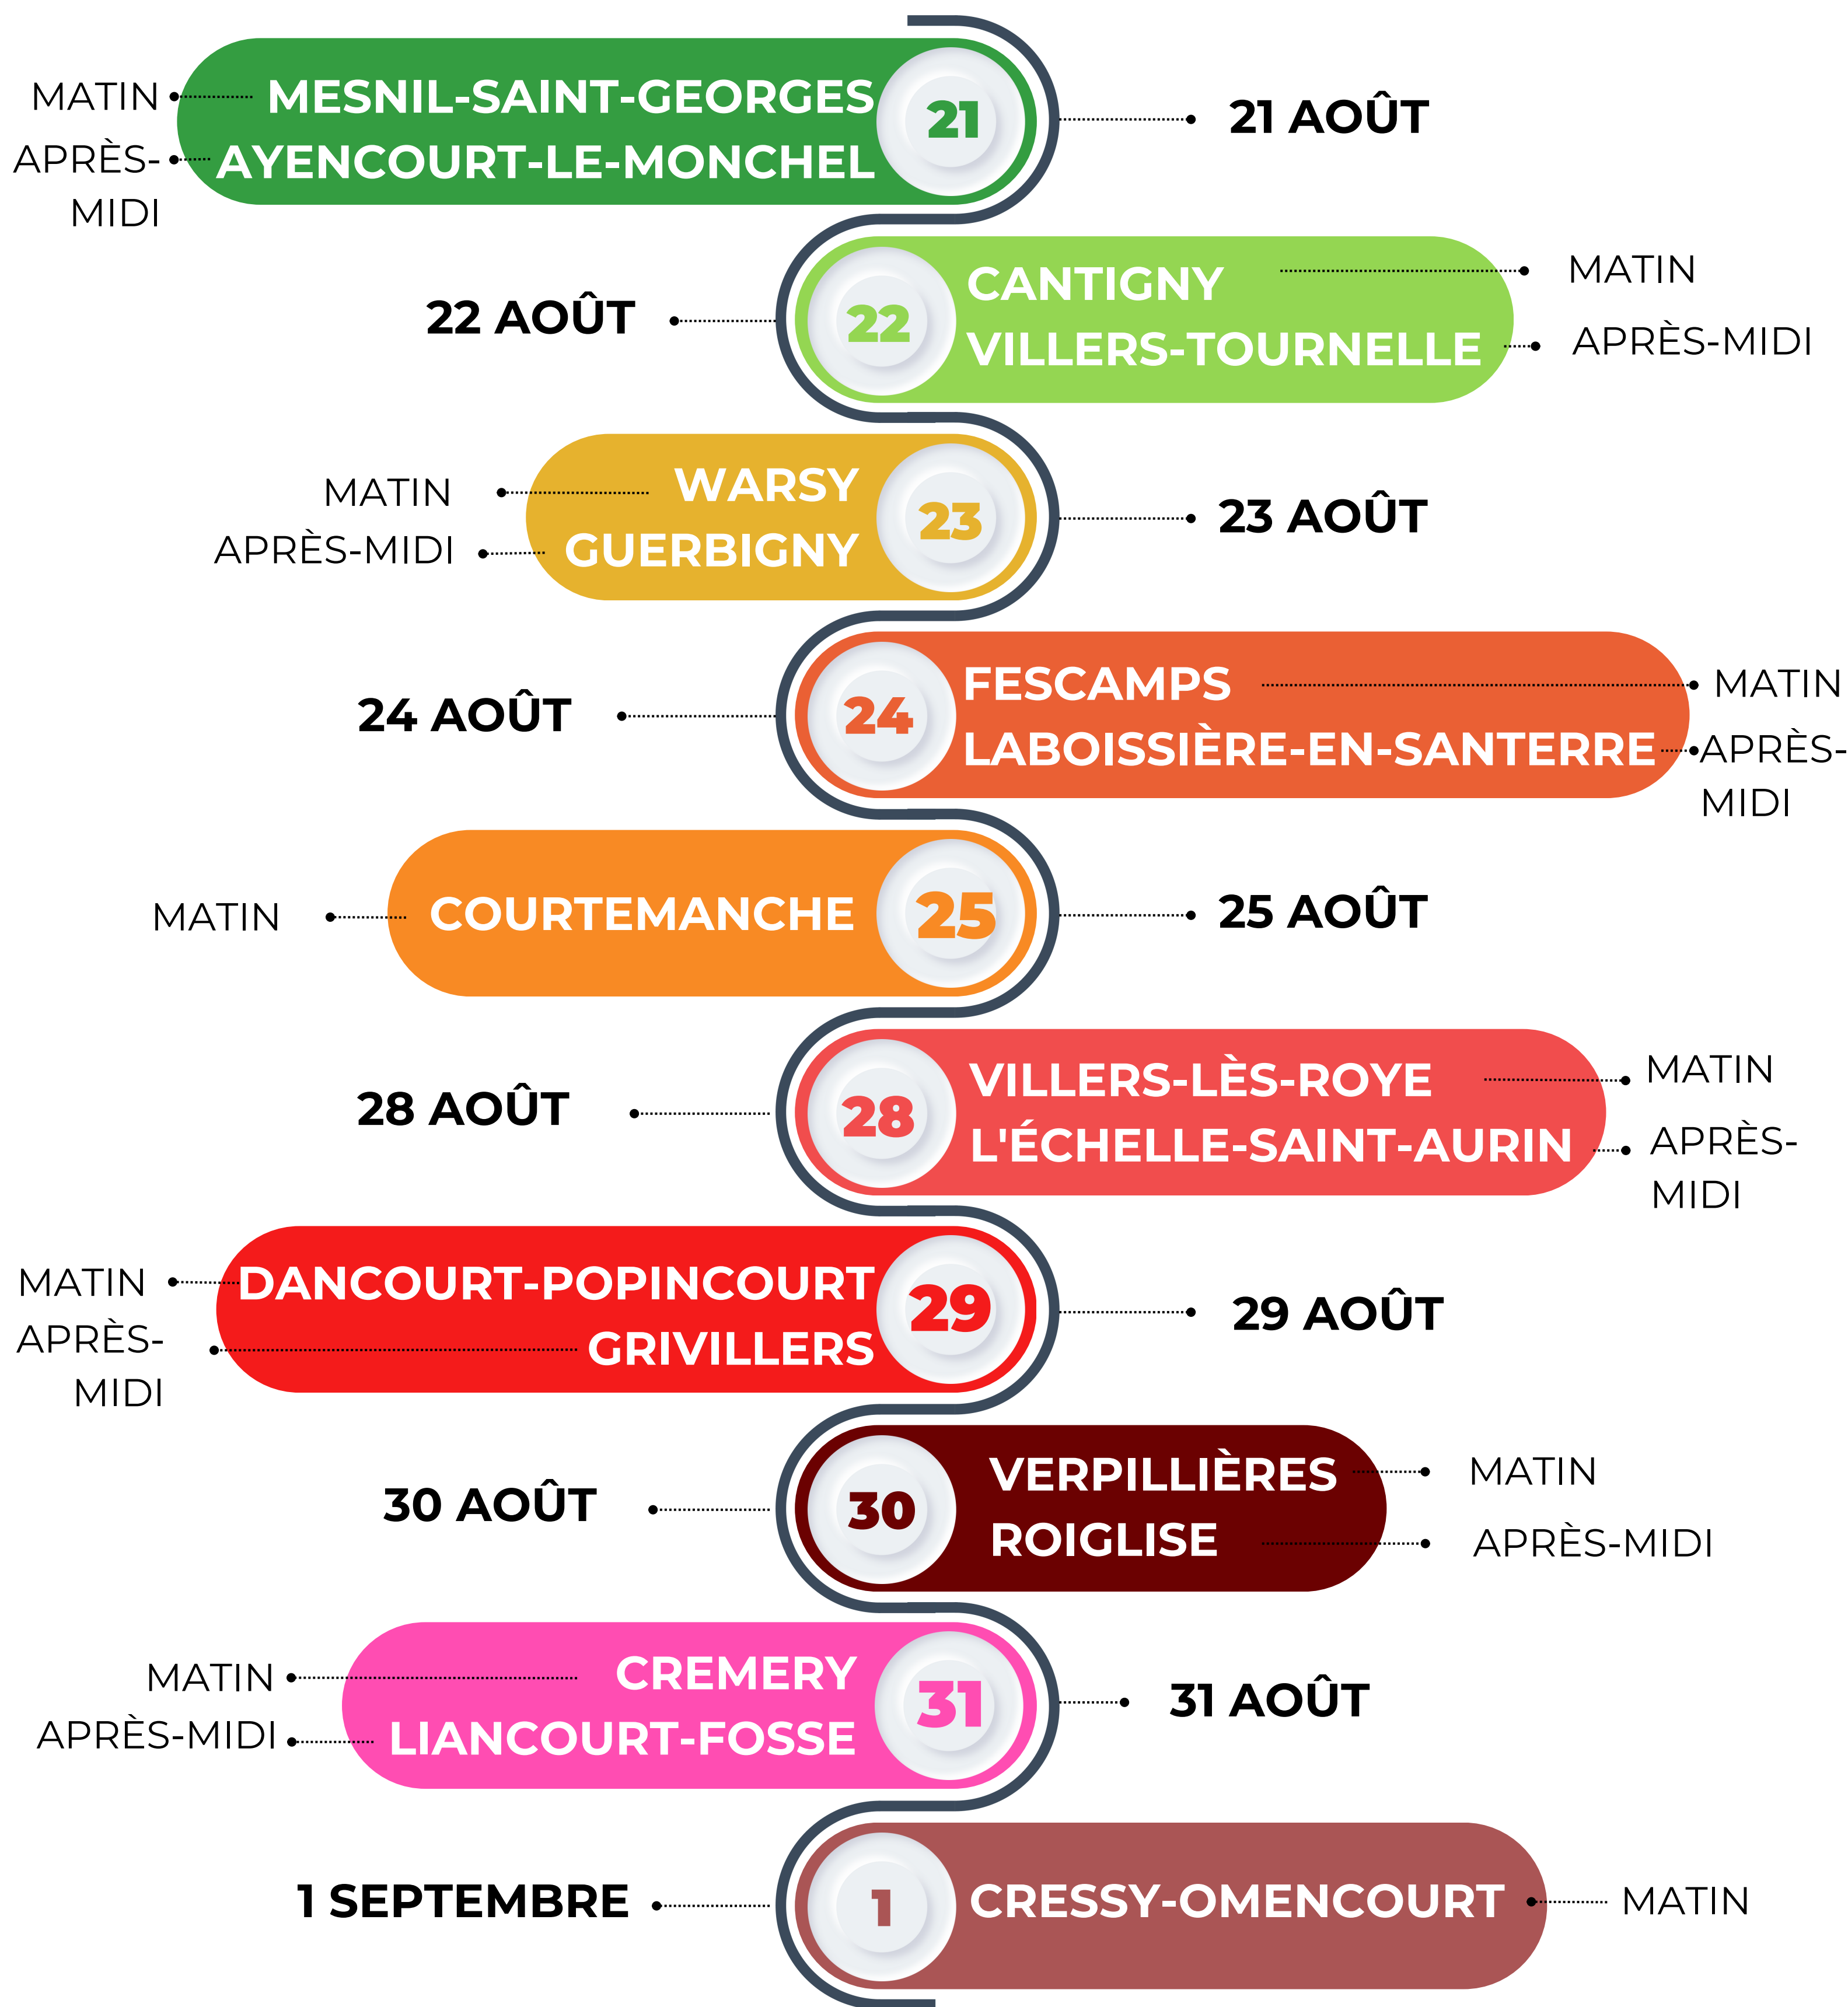 MATIN
MESNIL-SAINT-GEORGES
21
21 AOÛT
APRÈS-
MIDI
AYENCOURT-LE-MONCHEL
22 AOÛT
22
CANTIGNY
MATIN
VILLERS-TOURNELLE
APRÈS-MIDI
MATIN
WARSY
23
23 AOÛT
APRÈS-MIDI
GUERBIGNY
24 AOÛT
24
FESCAMPS
MATIN
LABOISSIÈRE-EN-SANTERRE
APRÈS-
MIDI
MATIN
COURTEMANCHE
25
25 AOÛT
28 AOÛT
28
VILLERS-LÈS-ROYE
MATIN
L'ÉCHELLE-SAINT-AURIN
APRÈS-
MIDI
MATIN
DANCOURT-POPINCOURT
29
29 AOÛT
APRÈS-
MIDI
GRIVILLERS
30 AOÛT
30
VERPILLIÈRES
MATIN
ROIGLISE
APRÈS-MIDI
MATIN
CREMERY
31
31 AOÛT
APRÈS-MIDI
LIANCOURT-FOSSE
1 SEPTEMBRE
1
CRESSY-OMENCOURT
MATIN